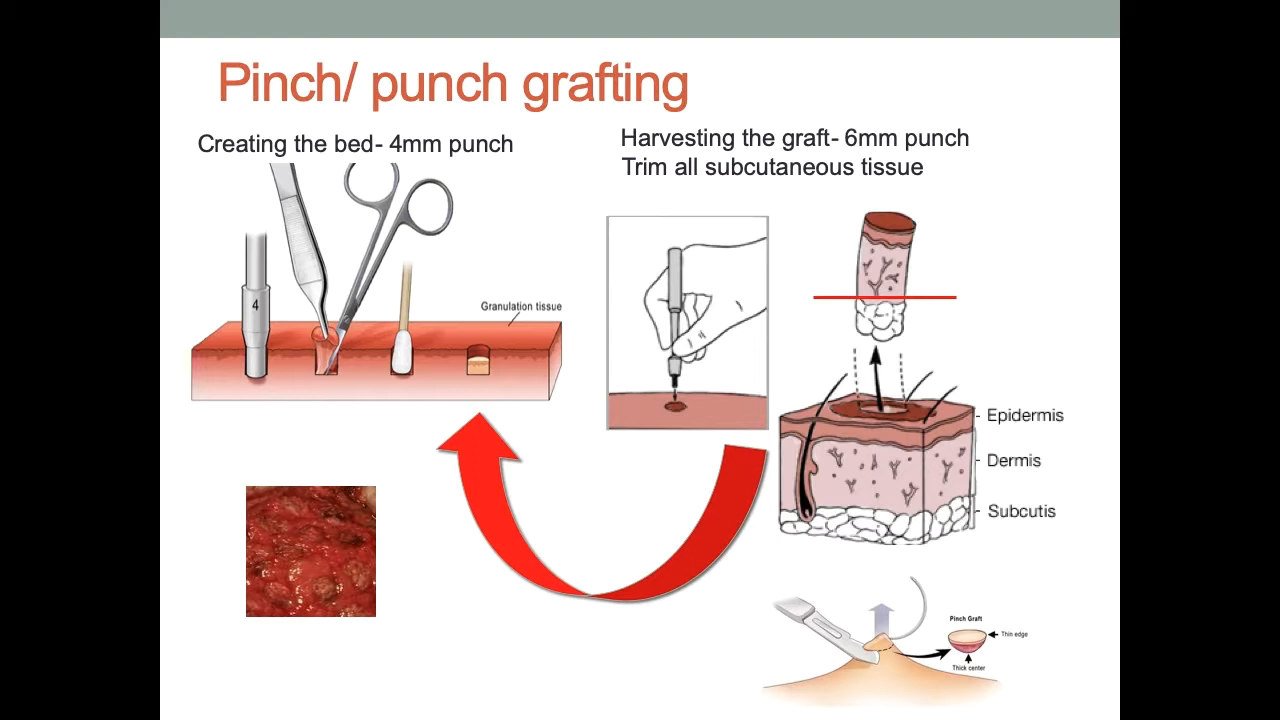 Pinch/ punch grafting
Creating the bed- 4mm punch
Harvesting the graft- 6mm punch
Trim all subcutaneous tissue
4
Granulation tissue
Epidermis
Dermis
Subcutis
Pinch Graft
Thin edge
Thick center